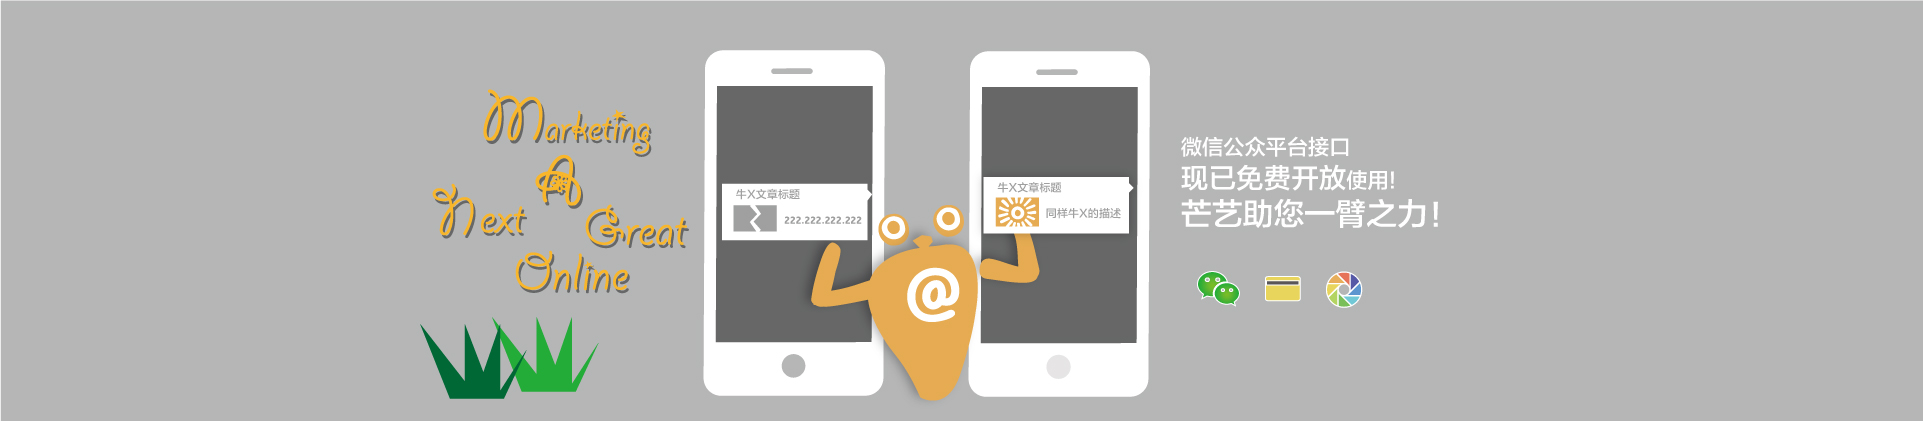 Marketing
A
Next
Great
Online
牛X文章标题
222.222.222.222
牛X文章标题
同样牛X的描述
@
微信公众平台接口
现已免费开放使用!
芒艺助您一臂之力!